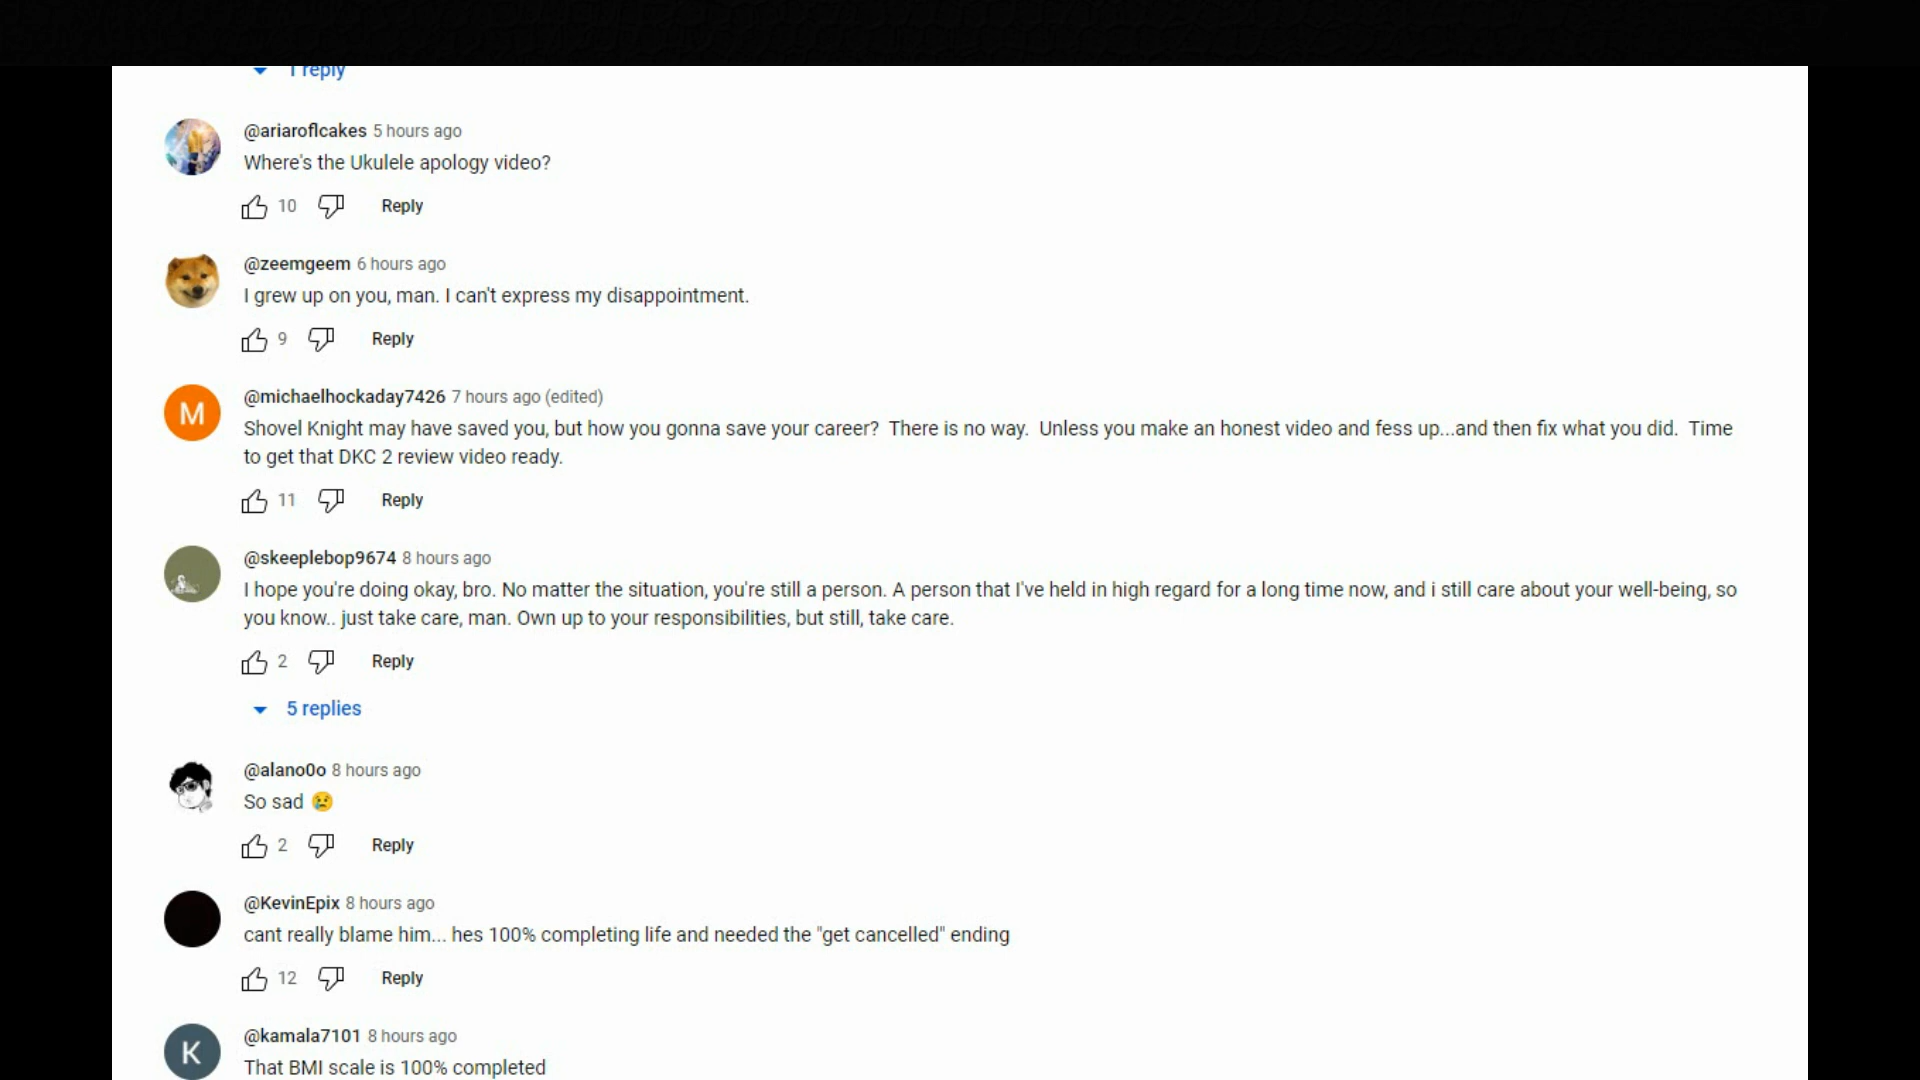 1 reply
@ariaroflcakes 5 hours ago
Where's the Ukulele apology video?
10 Reply
@zeemgeem 6 hours ago
I grew up on you, man. I can't express my disappointment.
9 Reply
M
@michaelhockaday7426 7 hours ago (edited)
Shovel Knight may have saved you, but how you gonna save your career?  There is no way.  Unless you make an honest video and fess up...and then fix what you did.  Time
to get that DKC 2 review video ready.
11 Reply
@skeeplebop9674 8 hours ago
I hope you're doing okay, bro. No matter the situation, you're still a person. A person that I've held in high regard for a long time now, and i still care about your well-being, so
you know.. just take care, man. Own up to your responsibilities, but still, take care.
2 Reply
5 replies
@alano0o 8 hours ago
So sad 😢
2 Reply
@KevinEpix 8 hours ago
cant really blame him... hes 100% completing life and needed the "get cancelled" ending
12 Reply
K
@kamala7101 8 hours ago
That BMI scale is 100% completed